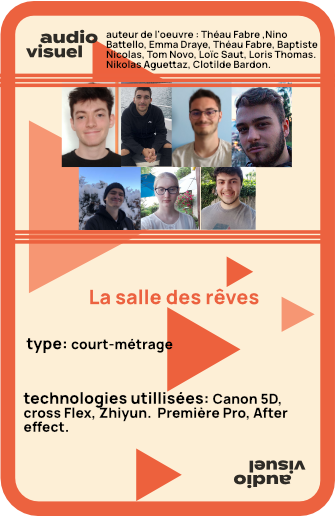 audio
visuel
auteur de l'oeuvre : Théau Fabre ,Nino
Battello, Emma Draye, Théau Fabre, Baptiste
Nicolas, Tom Novo, Loïc Saut, Loris Thomas.
Nikolas Aguettaz, Clotilde Bardon.
La salle des rêves
type: court-métrage
technologies utillisées: Canon 5D,
cross Flex, Zhiyun. Première Pro, After
effect.
audio
visuel